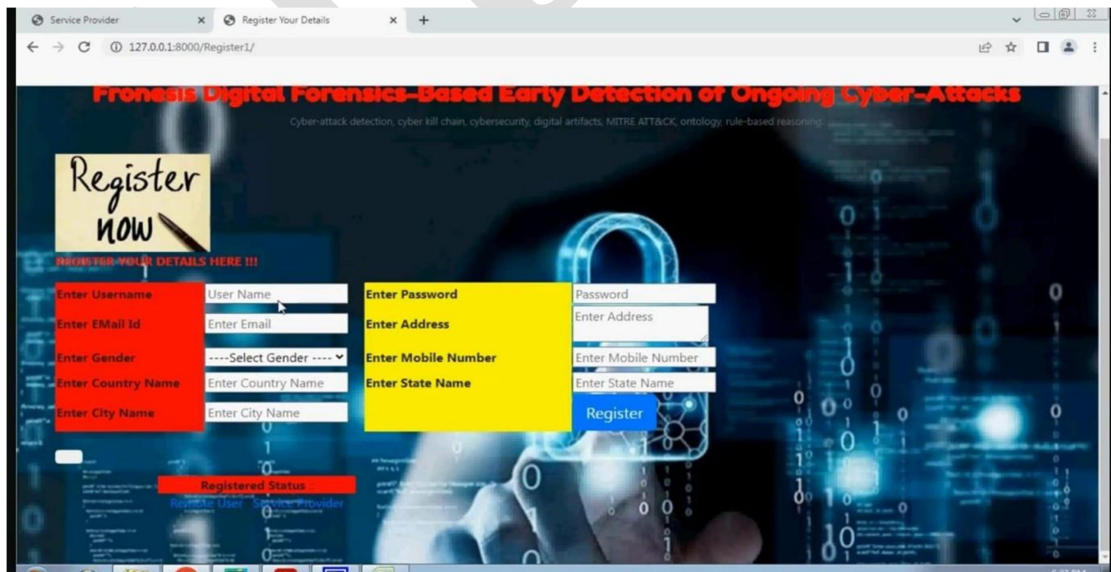 Service Provider
Register Your Details
127.0.0.1:8000/Register1/
Fronesis Digital Forensics-Based Early Detection of Ongoing Cyber-Attacks
Cyber-attack detection, cyber kill chain, cybersecurity, digital artifacts, MITRE ATT&CK, ontology, rule-based reasoning.
Register
now
REGISTER YOUR DETAILS HERE !!!
Enter Username User Name Enter Password Password
Enter EMail Id Enter Email Enter Address Enter Address
Enter Gender ----Select Gender ---- Enter Mobile Number Enter Mobile Number
Enter Country Name Enter Country Name Enter State Name Enter State Name
Enter City Name Enter City Name Register
Registered Status ::
Remote User Service Provider